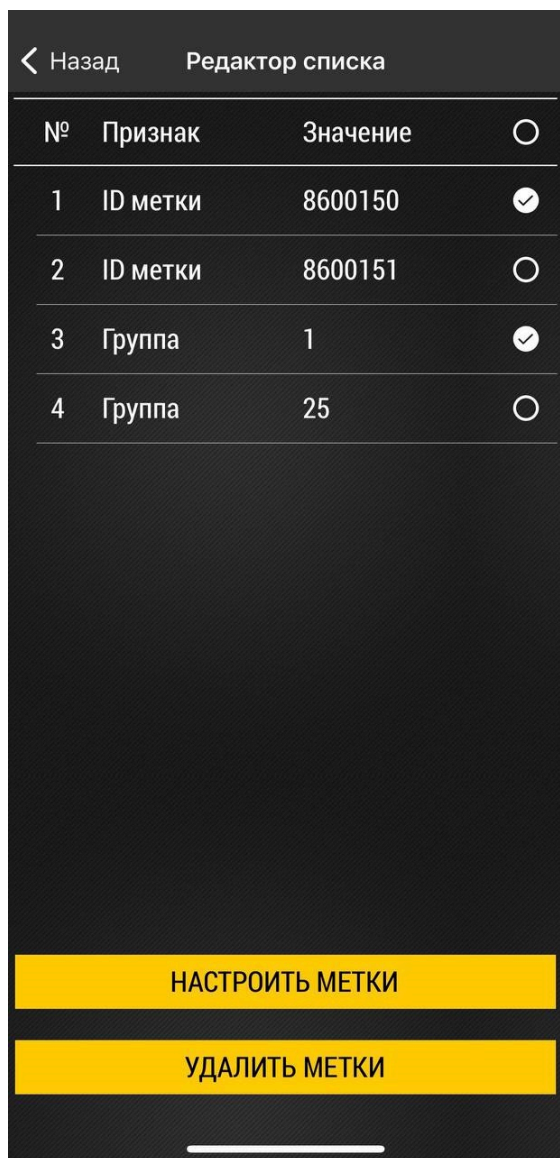 Назад Редактор списка
№ Признак Значение
1 ID метки 8600150
2 ID метки 8600151
3 Группа 1
4 Группа 25
НАСТРОИТЬ МЕТКИ
УДАЛИТЬ МЕТКИ